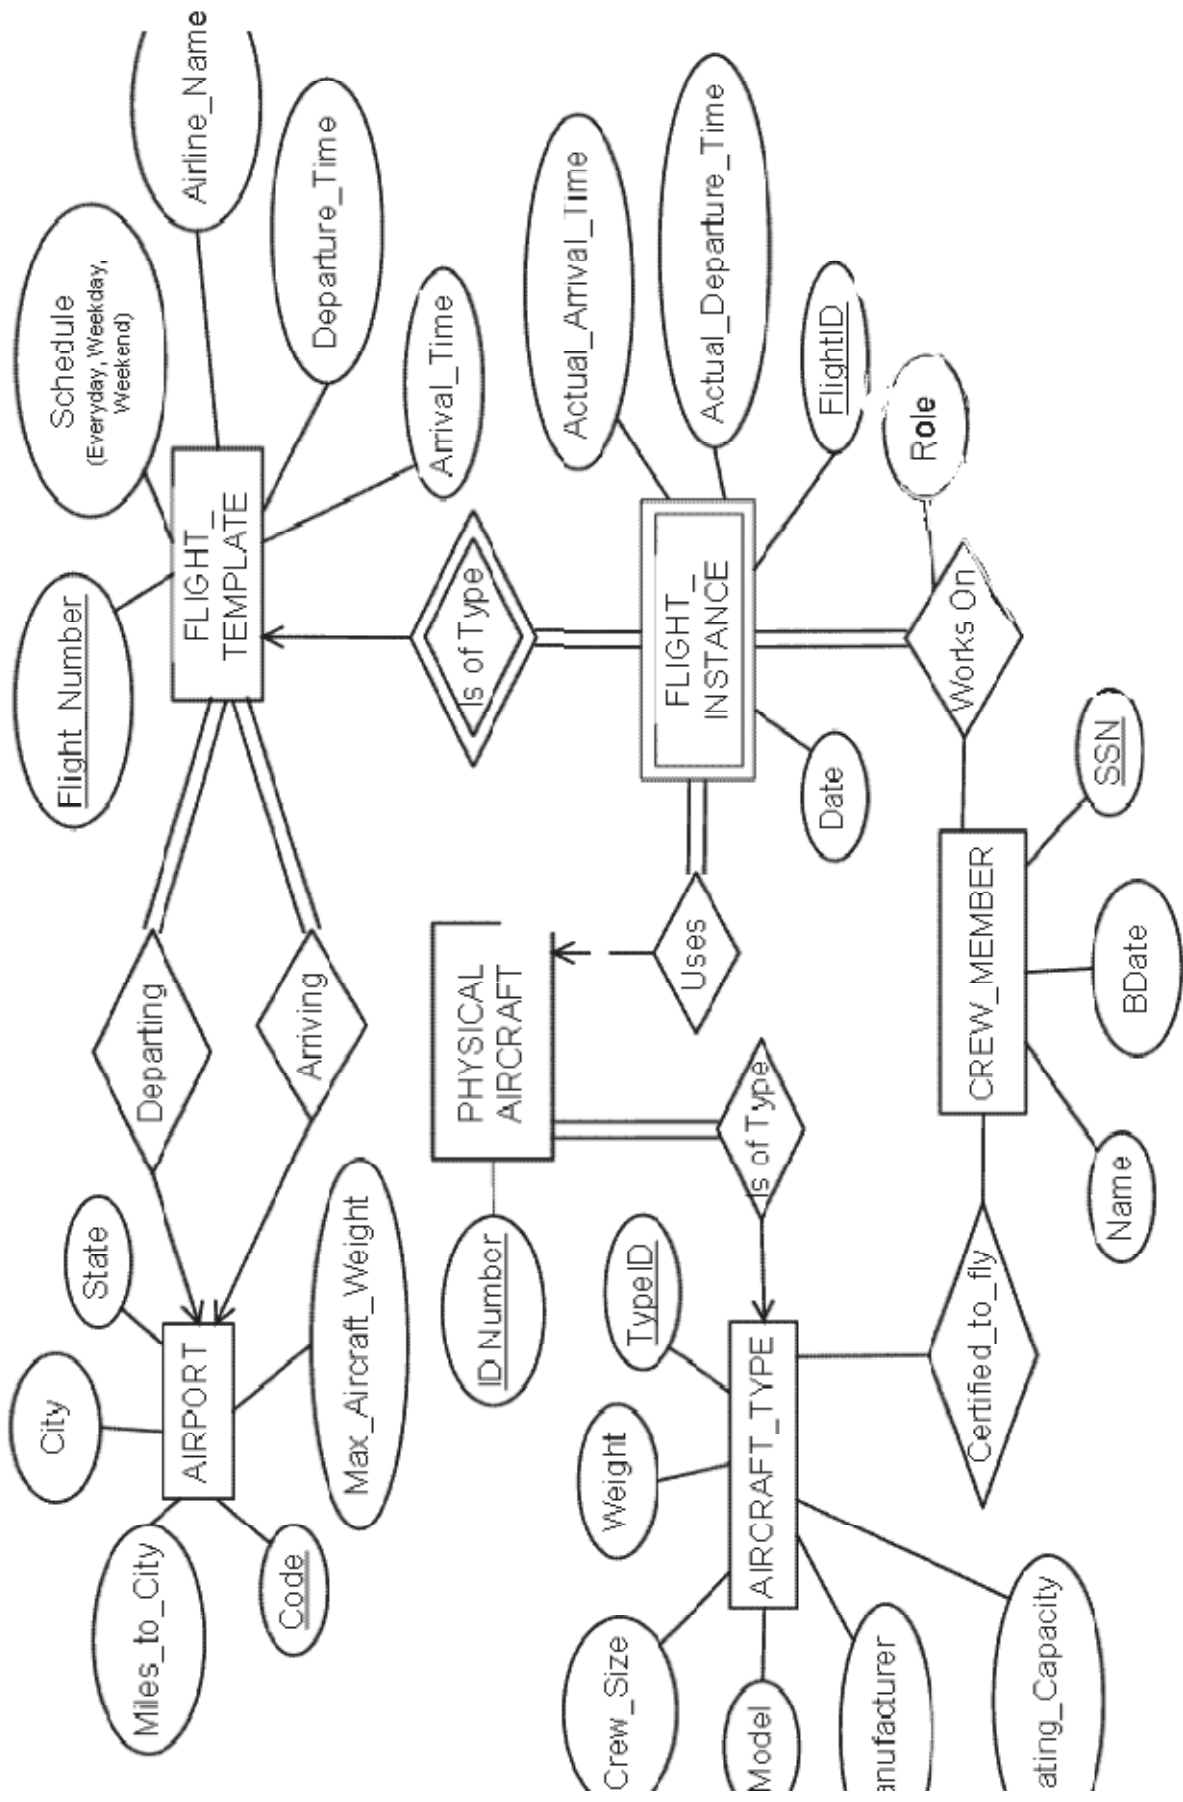 Miles_to_City
City
State
Code
AIRPORT
Max_Aircraft_Weight
Departing
Arriving
Flight_Number
Schedule
(Everyday, Weekday,
Weekend)
Airline_Name
FLIGHT_
TEMPLATE
Departure_Time
Arrival_Time
ID Number
PHYSICAL
AIRCRAFT
Is of Type
Actual_Arrival_Time
Actual_Departure_Time
FlightID
FLIGHT_
INSTANCE
Date
Uses
Crew_Size
Weight
TypeID
Is of Type
Model
AIRCRAFT_TYPE
anufacturer
ating_Capacity
Certified_to_fly
CREW_MEMBER
Works On
Role
Name
BDate
SSN